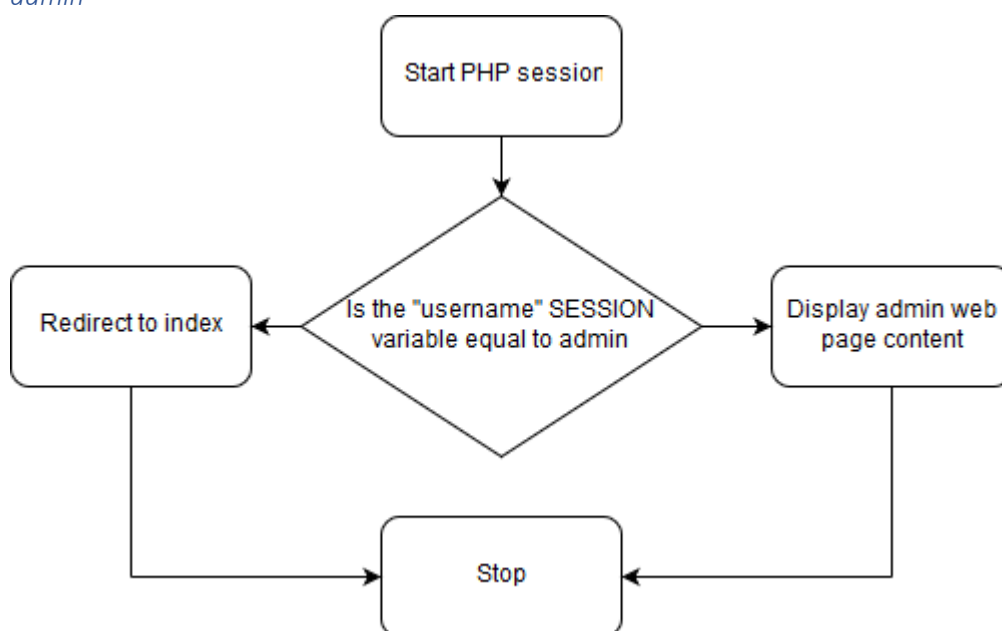 admin
Start PHP session
Is the "username" SESSION
variable equal to admin
Redirect to index
Display admin web
page content
Stop